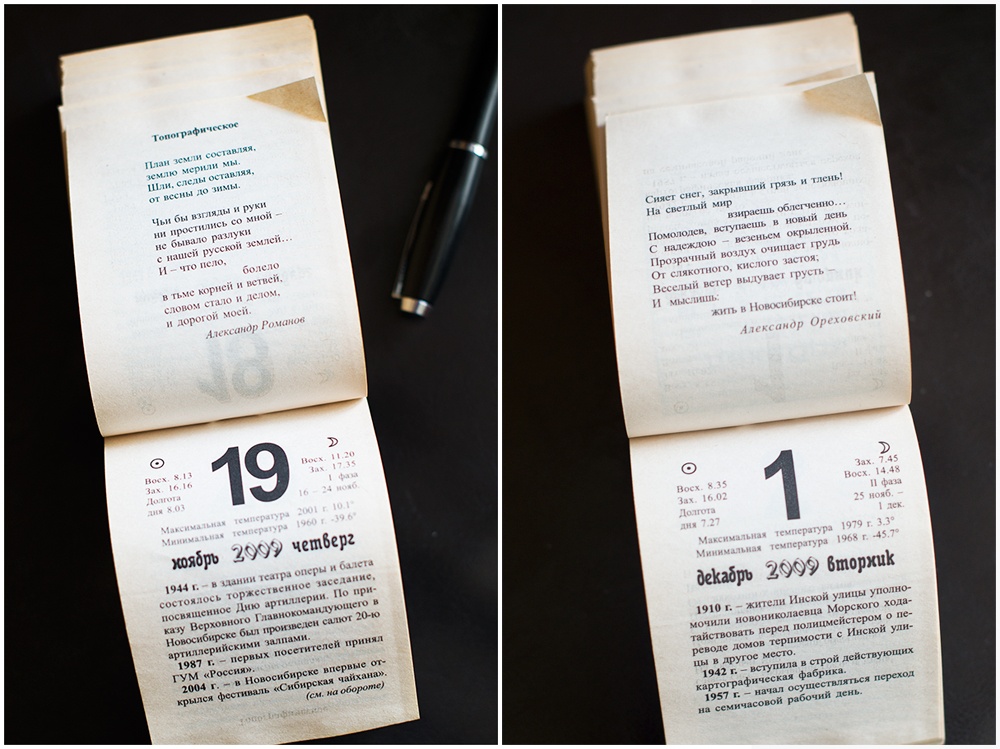 Топографическое
План земли составляя,
землю мерили мы.
Шли, следы оставляя,
от весны до зимы.
Чьи бы взгляды и руки
ни простились со мной –
не бывало разлуки
с нашей русской землей…
И – что пело,
болело
в тьме корней и ветвей,
словом стало и делом,
и дорогой моей.
Александр Романов
19
Восх. 8.13
Зах. 16.16
Долгота
дня 8.03
Восх. 11.20
Зах. 17.35
I фаза
16 – 24 нояб.
Максимальная температура 2001 г. 10.1°
Минимальная температура 1960 г. -39.6°
ноябрь 2009 четверг
1944 г. – в здании театра оперы и балета
состоялось торжественное заседание,
посвященное Дню артиллерии. По при-
казу Верховного Главнокомандующего в
Новосибирске был произведен салют 20-ю
артиллерийскими залпами.
1987 г. – первых посетителей принял
ГУМ «Россия».
2004 г. – в Новосибирске впервые от-
крылся фестиваль «Сибирская чайхана».
(см. на обороте)
Сияет снег, закрывший грязь и тлень!
На светлый мир
взираешь облегченно…
Помолодев, вступаешь в новый день
С надеждою – везеньем окрыленной.
Прозрачный воздух очищает грудь
От слякотного, кислого застоя;
Веселый ветер выдувает грусть
И мыслишь:
жить в Новосибирске стоит!
Александр Ореховский
1
Восх. 8.35
Зах. 16.02
Долгота
дня 7.27
Зах. 7.45
Восх. 14.48
II фаза
25 нояб. –
1 дек.
Максимальная температура 1979 г. 3.3°
Минимальная температура 1968 г. -45.7°
декабрь 2009 вторник
1910 г. – жители Инской улицы уполно-
мочили новониколаевца Морского хода-
тайствовать перед полицмейстером о пе-
реводе домов терпимости с Инской ули-
цы в другое место.
1942 г. – вступила в строй действующих
картографическая фабрика.
1957 г. – начал осуществляться переход
на семичасовой рабочий день.